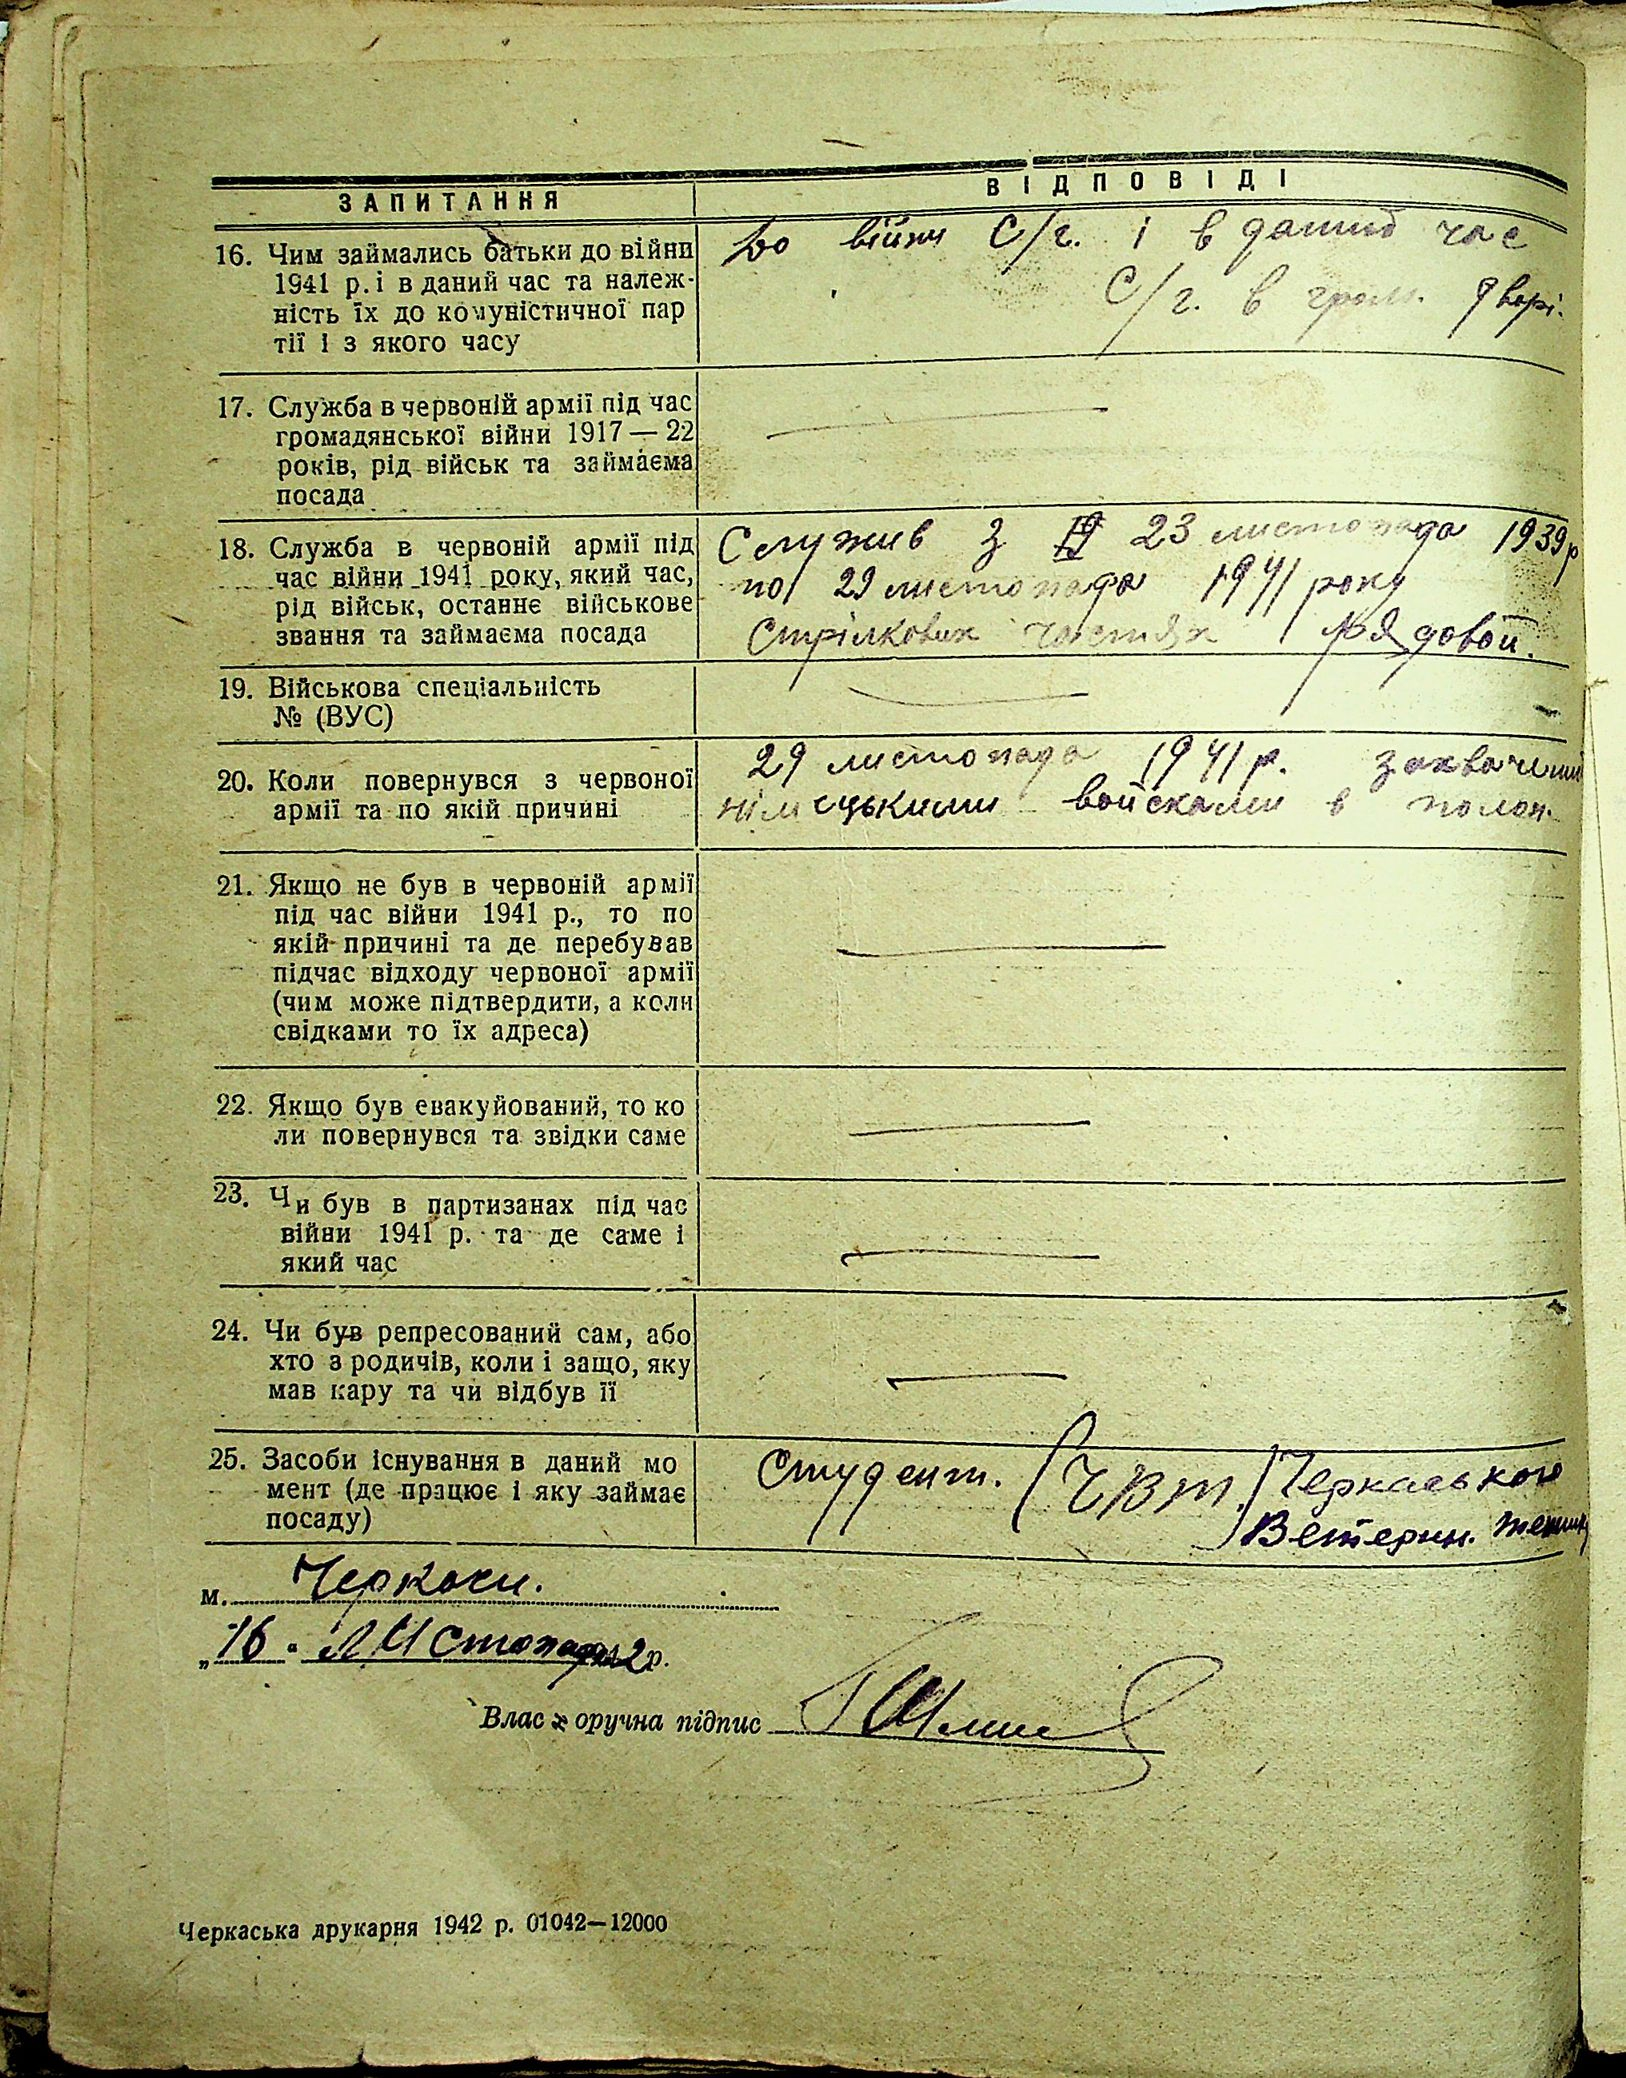 ЗАПИТАННЯ
ВІДПОВІДІ
16. Чим займались батьки до війни
1941 р. і в даний час та належ-
ність їх до комуністичної пар
тії і з якого часу
До війни С/г. і в даний час
С/г. в гром. дворі.
17. Служба в червоній армії під час
громадянської війни 1917 — 22
років, рід військ та займаєма
посада
18. Служба в червоній армії під
час війни 1941 року, який час,
рід військ, останнє військове
звання та займаєма посада
Служив з 23 листопада 1939 р
по 29 листопада 1941 року
Стрілкових частях Рядовой.
19. Військова спеціальність
№ (ВУС)
20. Коли повернувся з червоної
армії та по якій причині
29 листопада 1941 р. захвачений
німецькими войсками в полон.
21. Якщо не був в червоній армії
під час війни 1941 р., то по
якій причині та де перебував
підчас відходу червоної армії
(чим може підтвердити, а коли
свідками то їх адреса)
22. Якщо був евакуйований, то ко
ли повернувся та звідки саме
23. Чи був в партизанах під час
війни 1941 р. та де саме і
який час
24. Чи був репресований сам, або
хто з родичів, коли і защо, яку
мав кару та чи відбув її
25. Засоби існування в даний мо
мент (де працює і яку займає
посаду)
Студент. (ЧВТ.) Черкаського
Ветерин.
м. Черкаси.
„16" листопада 2 р.
Власноручна підпис
Черкаська друкарня 1942 р. 01042—12000